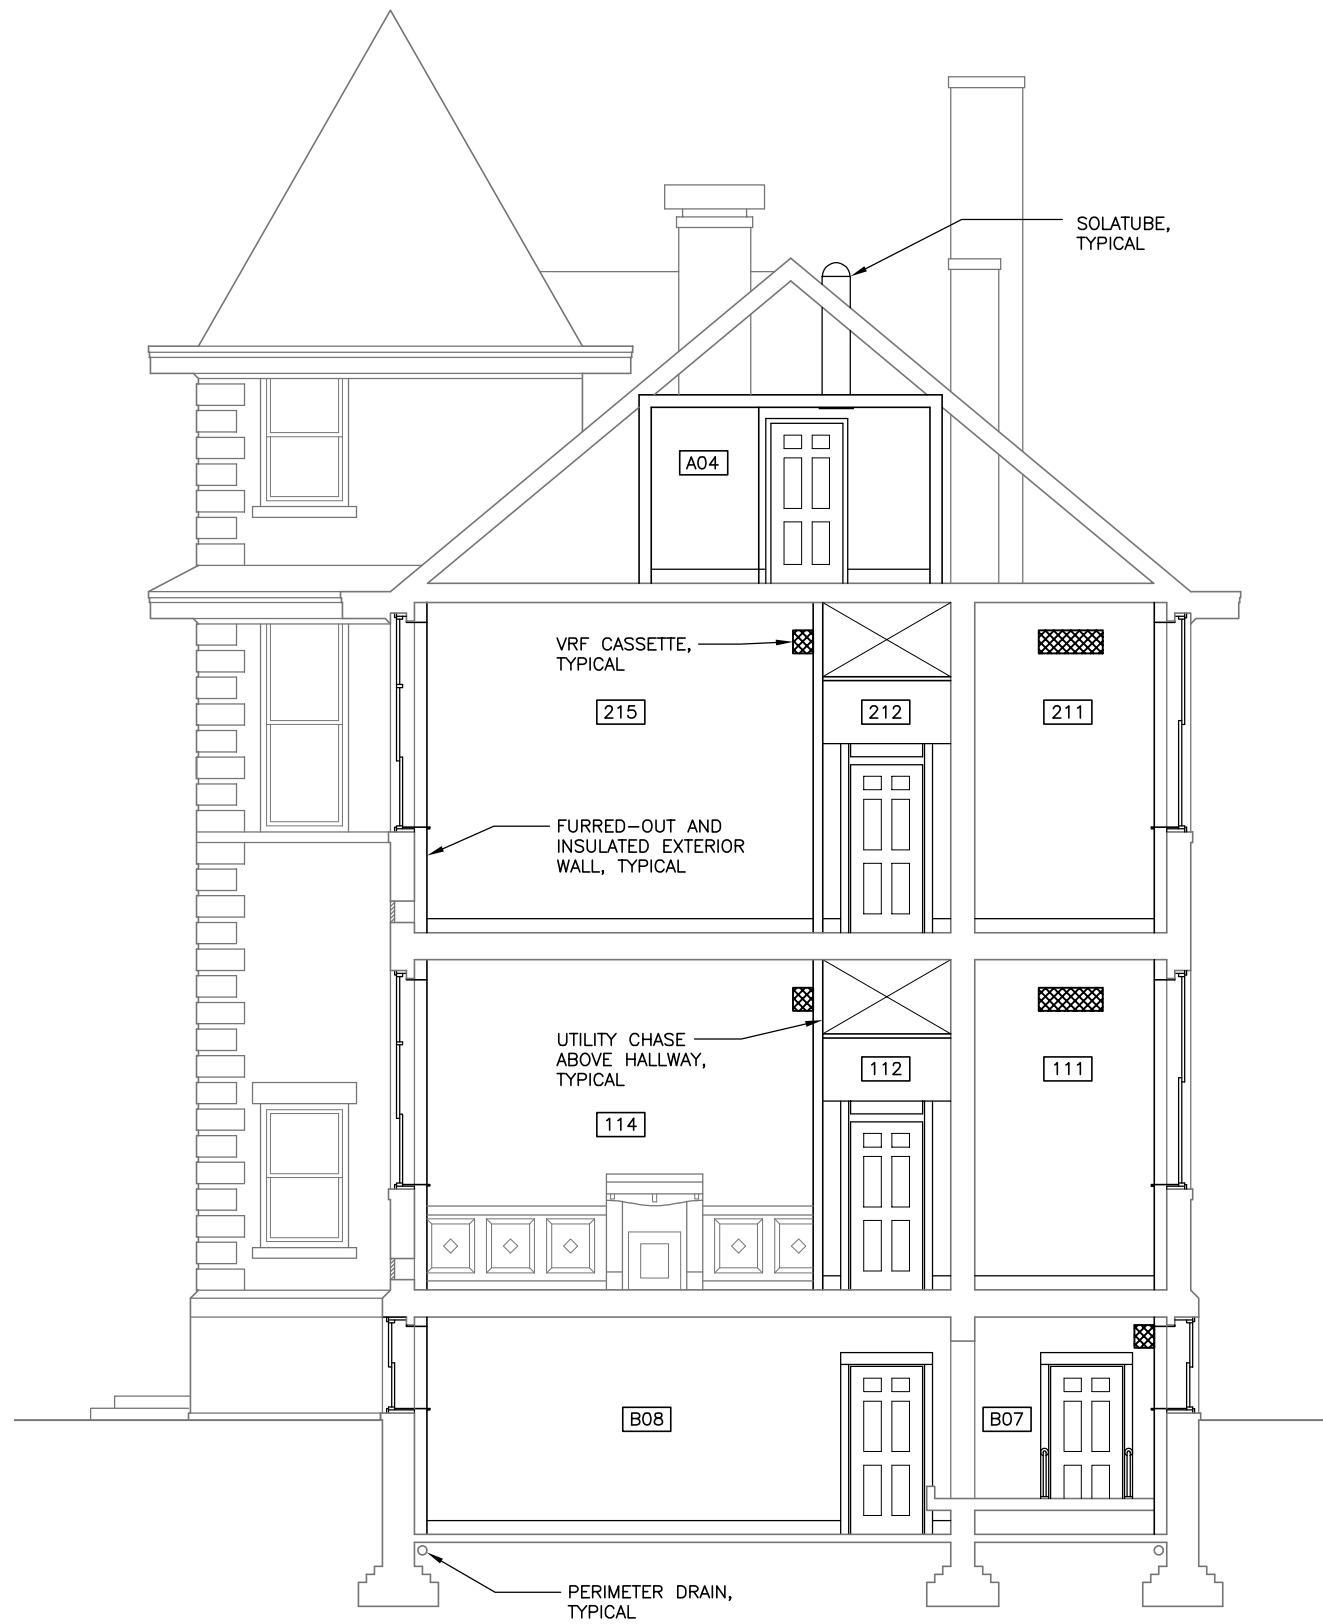 SOLATUBE,
TYPICAL
A04
VRF CASSETTE,
TYPICAL
215
212
211
FURRED-OUT AND
INSULATED EXTERIOR
WALL, TYPICAL
UTILITY CHASE
ABOVE HALLWAY,
TYPICAL
112
111
114
B08
B07
PERIMETER DRAIN,
TYPICAL